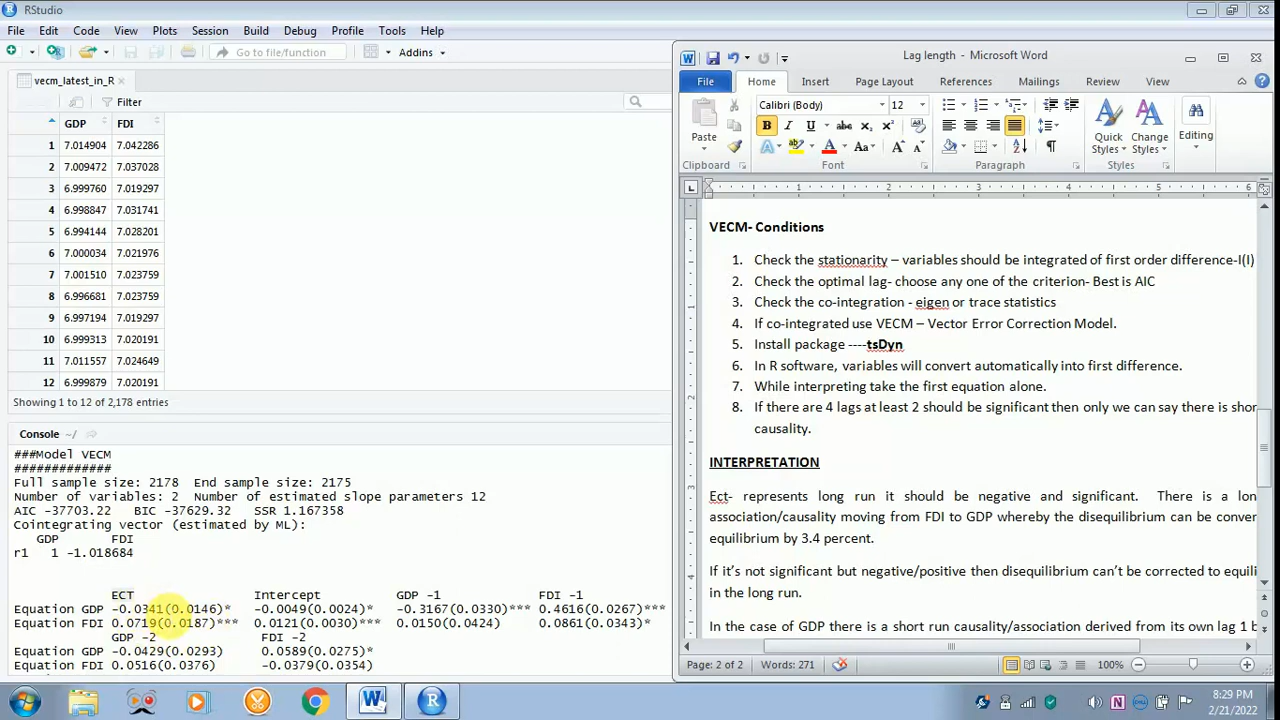 RStudio
File Edit Code View Plots Session Build Debug Profile Tools Help
Go to file/function Addins
vecm_latest_in_R
Filter
GDP FDI
1 7.014904 7.042286
2 7.009472 7.037028
3 6.999760 7.019297
4 6.998847 7.031741
5 6.994144 7.028201
6 7.000034 7.021976
7 7.001510 7.023759
8 6.996681 7.023759
9 6.997194 7.019297
10 6.999313 7.020191
11 7.011557 7.024649
12 6.999879 7.020191
Showing 1 to 12 of 2,178 entries
Console ~/
###Model VECM
#############
Full sample size: 2178 End sample size: 2175
Number of variables: 2 Number of estimated slope parameters 12
AIC -37703.22 BIC -37629.32 SSR 1.167358
Cointegrating vector (estimated by ML):
GDP FDI
r1 1 -1.018684
ECT Intercept GDP -1 FDI -1
Equation GDP -0.0341(0.0146)* -0.0049(0.0024)* -0.3167(0.0330)*** 0.4616(0.0267)***
Equation FDI 0.0719(0.0187)*** 0.0121(0.0030)*** 0.0150(0.0424) 0.0861(0.0343)*
GDP -2 FDI -2
Equation GDP -0.0429(0.0293) 0.0589(0.0275)*
Equation FDI 0.0516(0.0376) -0.0379(0.0354)
Lag length - Microsoft Word
File Home Insert Page Layout References Mailings Review View
Calibri (Body) 12
Paste
Quick Styles
Change Styles
Editing
Clipboard Font Paragraph Styles
1 2 3 4 5 6
VECM- Conditions
1. Check the stationarity – variables should be integrated of first order difference-I(I)
2. Check the optimal lag- choose any one of the criterion- Best is AIC
3. Check the co-integration - eigen or trace statistics
4. If co-integrated use VECM – Vector Error Correction Model.
5. Install package ----tsDyn
6. In R software, variables will convert automatically into first difference.
7. While interpreting take the first equation alone.
8. If there are 4 lags at least 2 should be significant then only we can say there is shor
causality.
INTERPRETATION
Ect- represents long run it should be negative and significant. There is a lon
association/causality moving from FDI to GDP whereby the disequilibrium can be conver
equilibrium by 3.4 percent.
If it's not significant but negative/positive then disequilibrium can't be corrected to equili
in the long run.
In the case of GDP there is a short run causality/association derived from its own lag 1 b
Page: 2 of 2 Words: 271 100%
8:29 PM
2/21/2022